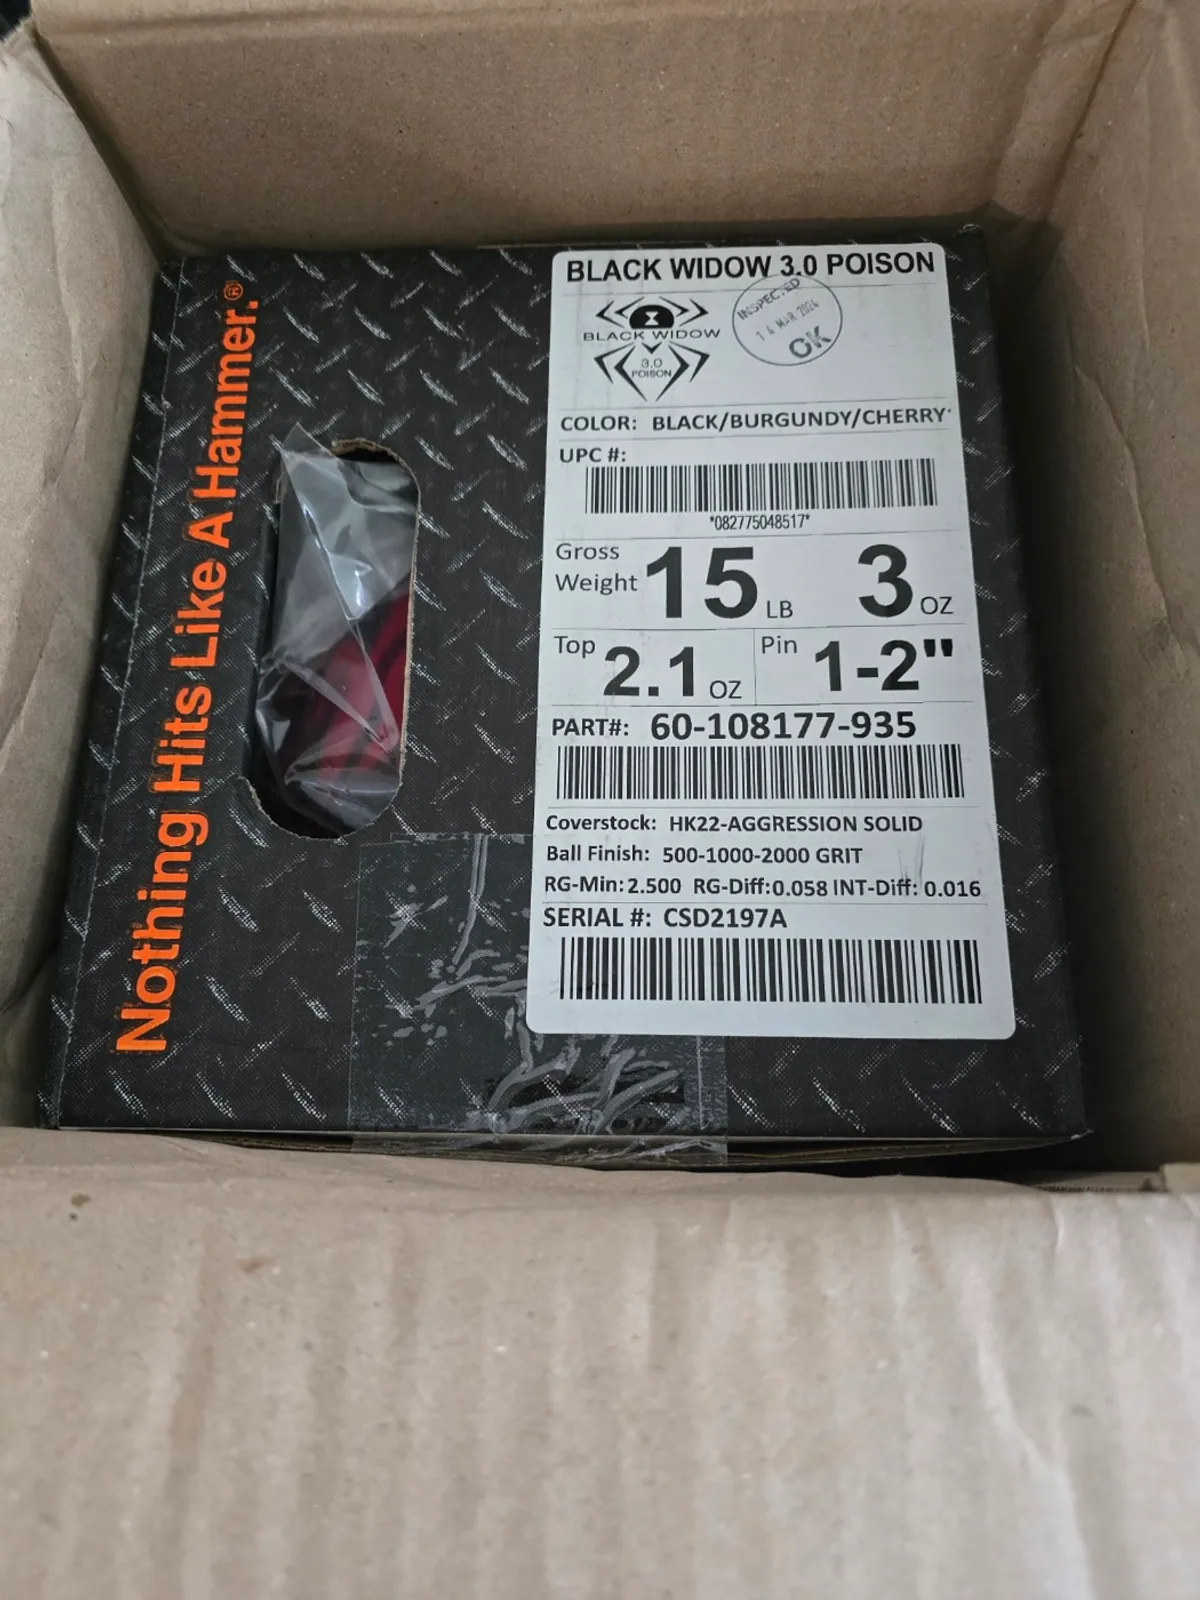 Nothing Hits Like A Hammer.®
BLACK WIDOW 3.0 POISON
BLACK WIDOW
3.0
POISON
INSPECTED
14 MAR 2024
OK
COLOR: BLACK/BURGUNDY/CHERRY
UPC #:
*082775048517*
Gross Weight 15 LB 3 OZ
Top 2.1 OZ Pin 1-2"
PART#: 60-108177-935
Coverstock: HK22-AGGRESSION SOLID
Ball Finish: 500-1000-2000 GRIT
RG-Min: 2.500 RG-Diff: 0.058 INT-Diff: 0.016
SERIAL #: CSD2197A